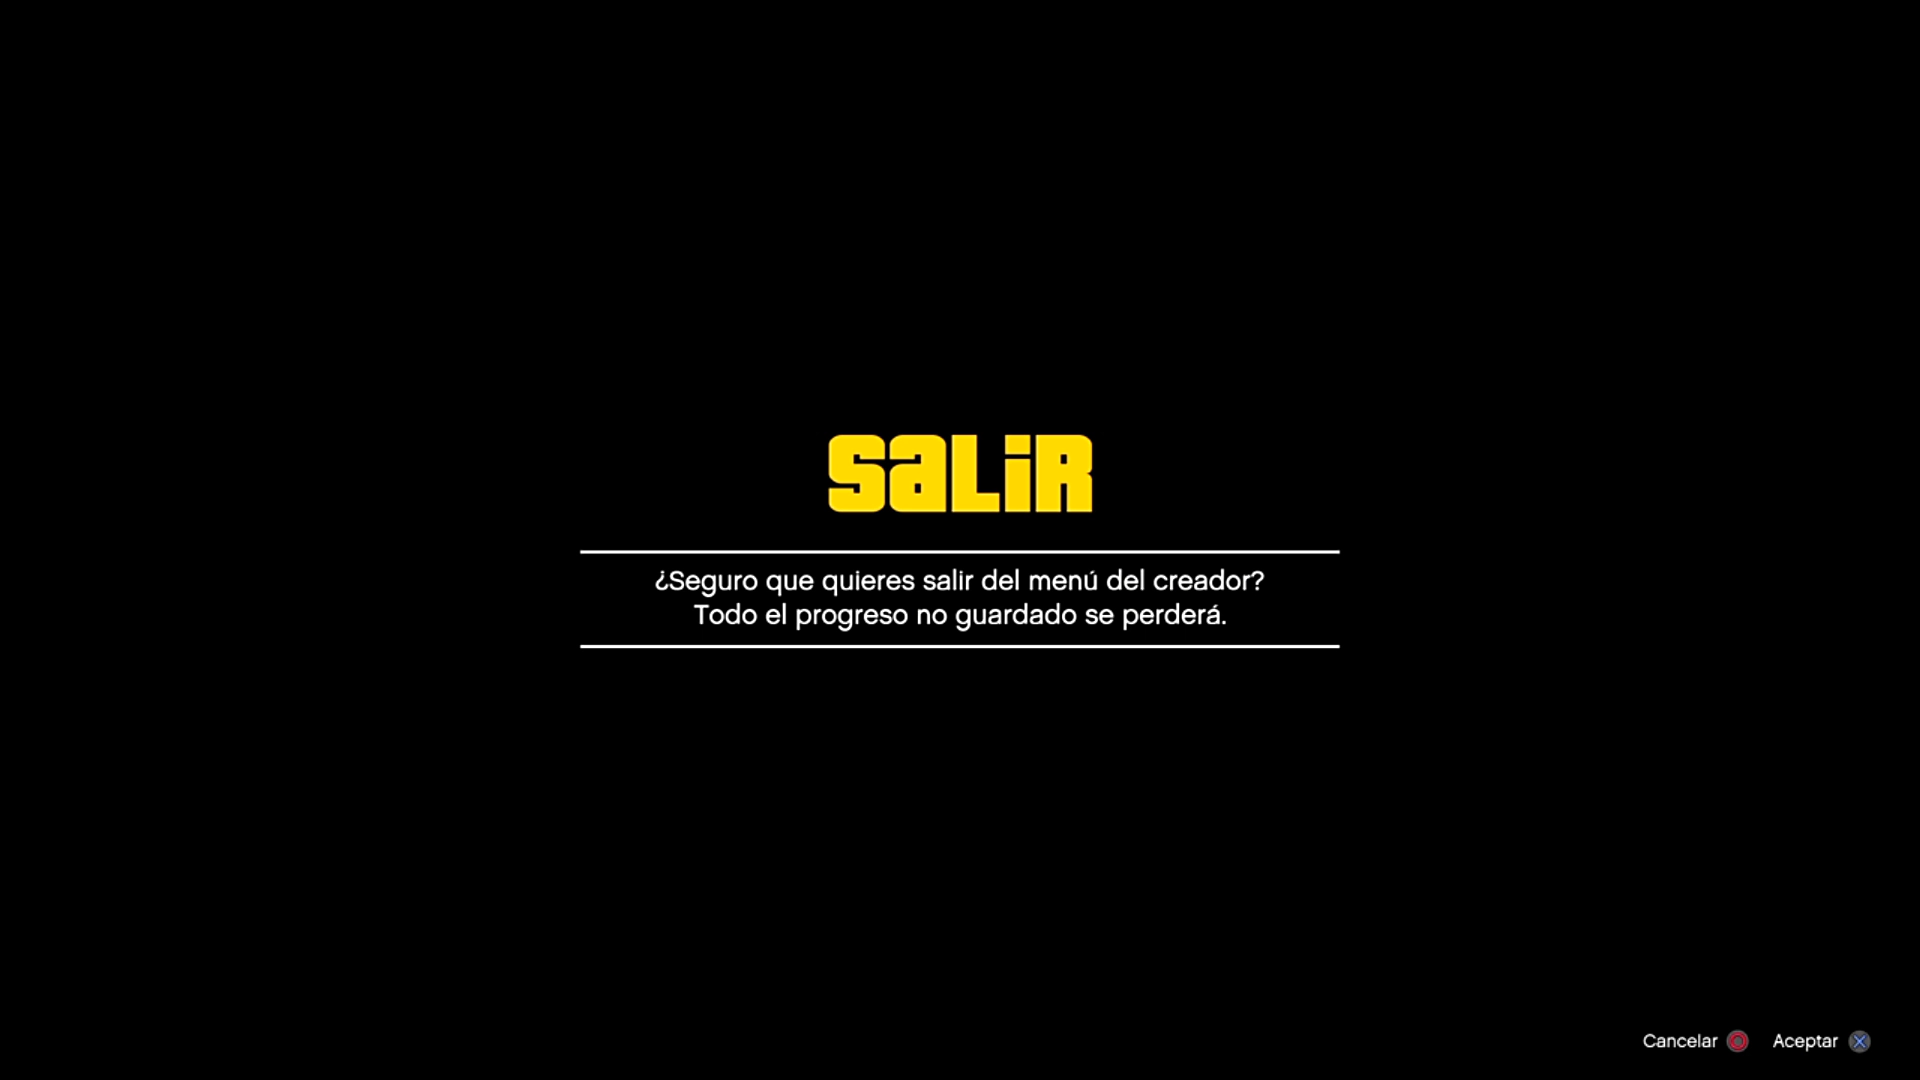 SALIR
¿Seguro que quieres salir del menú del creador?
Todo el progreso no guardado se perderá.
Cancelar Aceptar